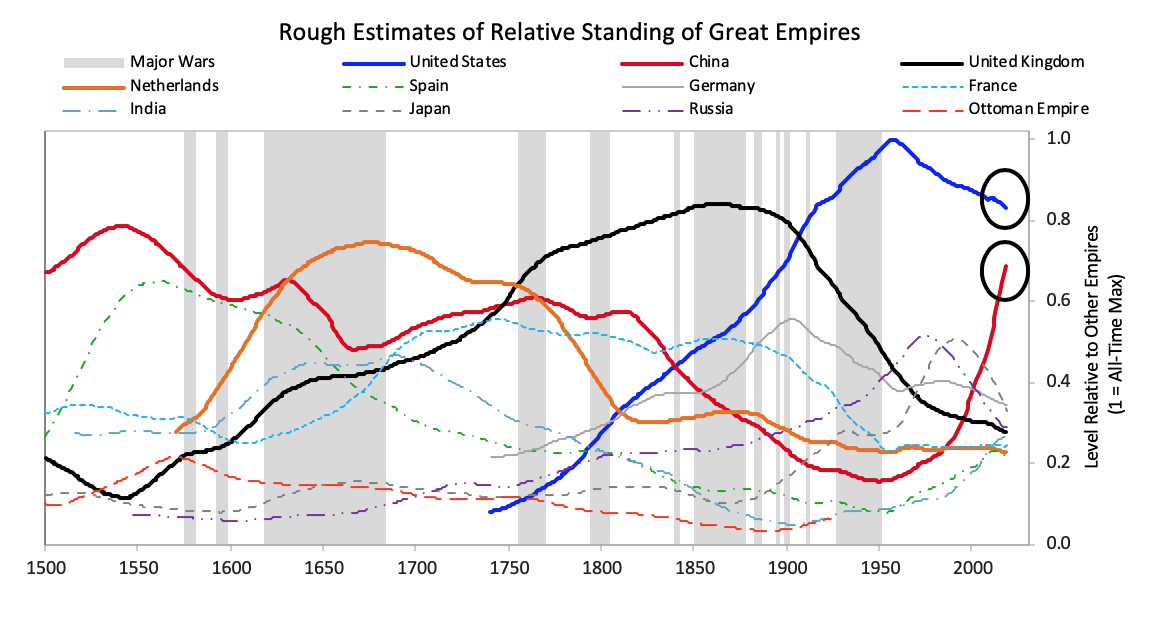 Rough Estimates of Relative Standing of Great Empires
Major Wars United States China United Kingdom
Netherlands Spain Germany France
India Japan Russia Ottoman Empire
1.0
0.8
0.6
0.4
0.2
0.0
Level Relative to Other Empires
(1 = All-Time Max)
1500 1550 1600 1650 1700 1750 1800 1850 1900 1950 2000